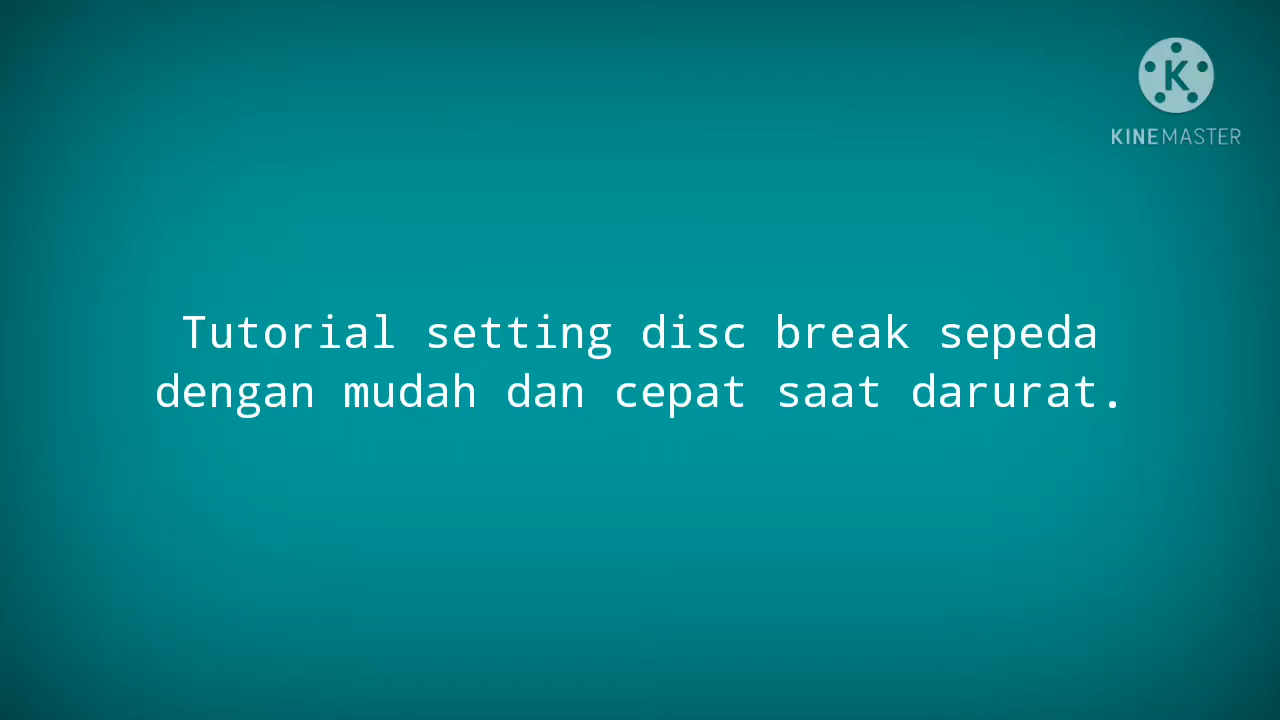 KINEMASTER
Tutorial setting disc break sepeda
dengan mudah dan cepat saat darurat.